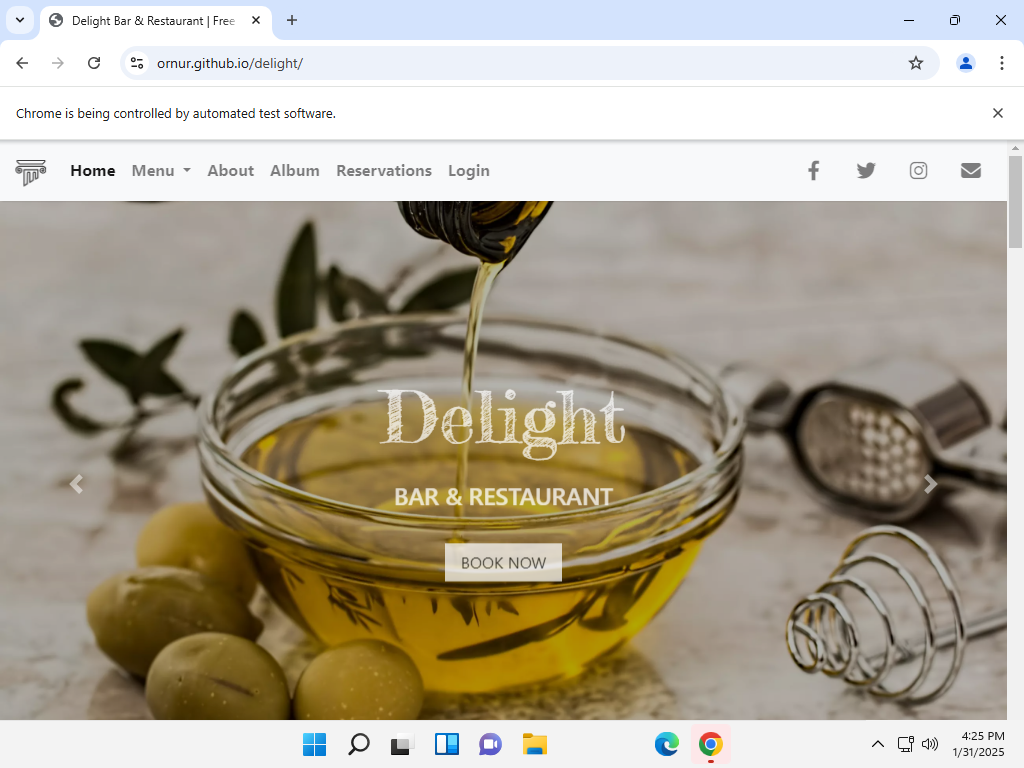 Delight Bar & Restaurant | Free
ornur.github.io/delight/
Chrome is being controlled by automated test software.
Home Menu About Album Reservations Login
Delight
BAR & RESTAURANT
BOOK NOW
4:25 PM
1/31/2025